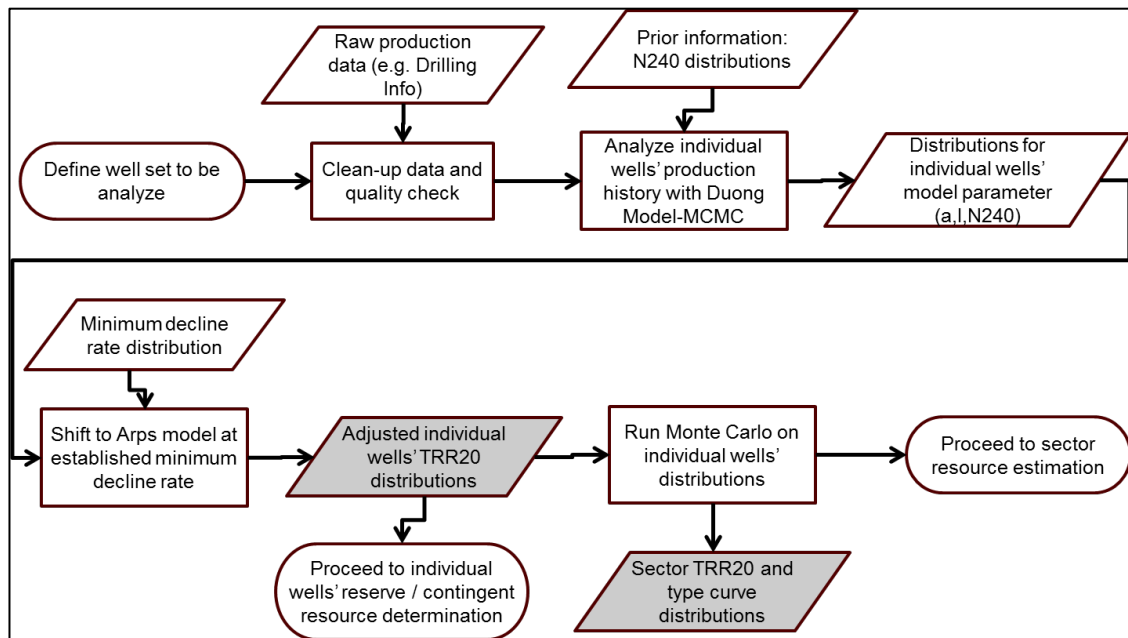 Raw production
data (e.g. Drilling
Info)
Prior information:
N240 distributions
Define well set to be
analyze
Clean-up data and
quality check
Analyze individual
wells' production
history with Duong
Model-MCMC
Distributions for
individual wells'
model parameter
(a,I,N240)
Minimum decline
rate distribution
Shift to Arps model at
established minimum
decline rate
Adjusted individual
wells' TRR20
distributions
Run Monte Carlo on
individual wells'
distributions
Proceed to sector
resource estimation
Proceed to individual
wells' reserve / contingent
resource determination
Sector TRR20 and
type curve
distributions